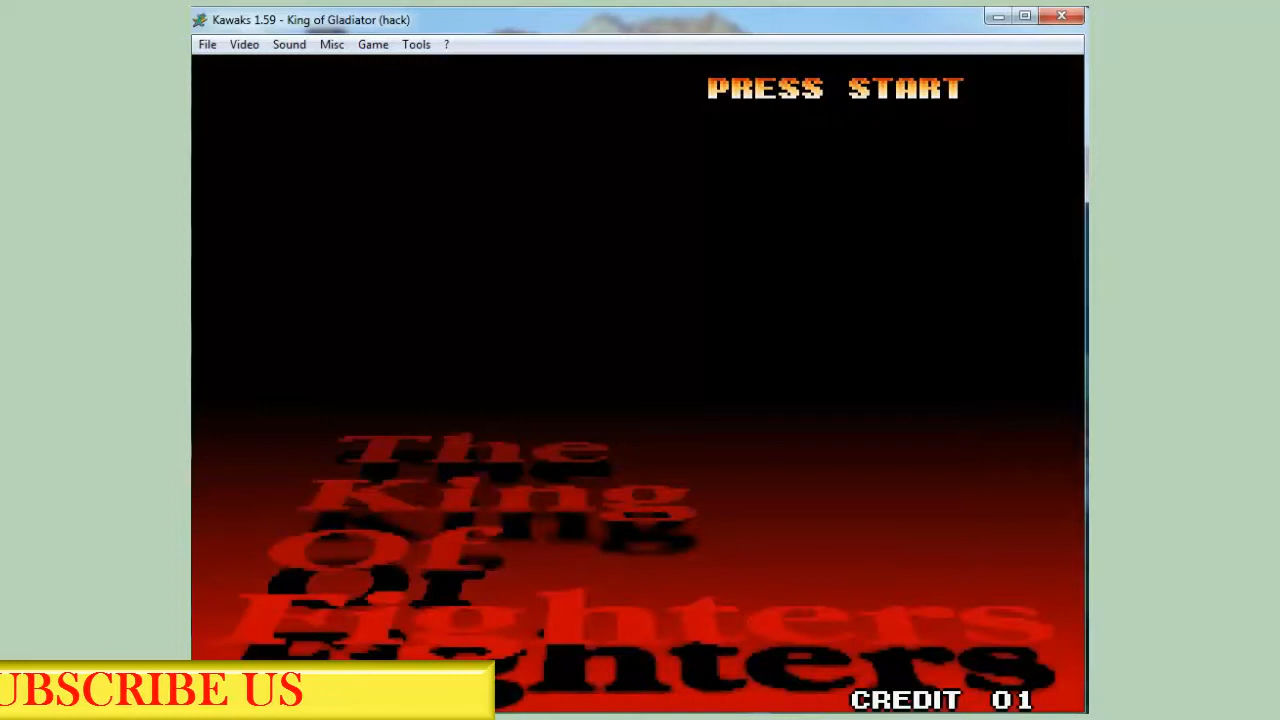 Kawaks 1.59 - King of Gladiator (hack)
File Video Sound Misc Game Tools ?
PRESS START
The
King
Of
Fighters
UBSCRIBE US
CREDIT 01